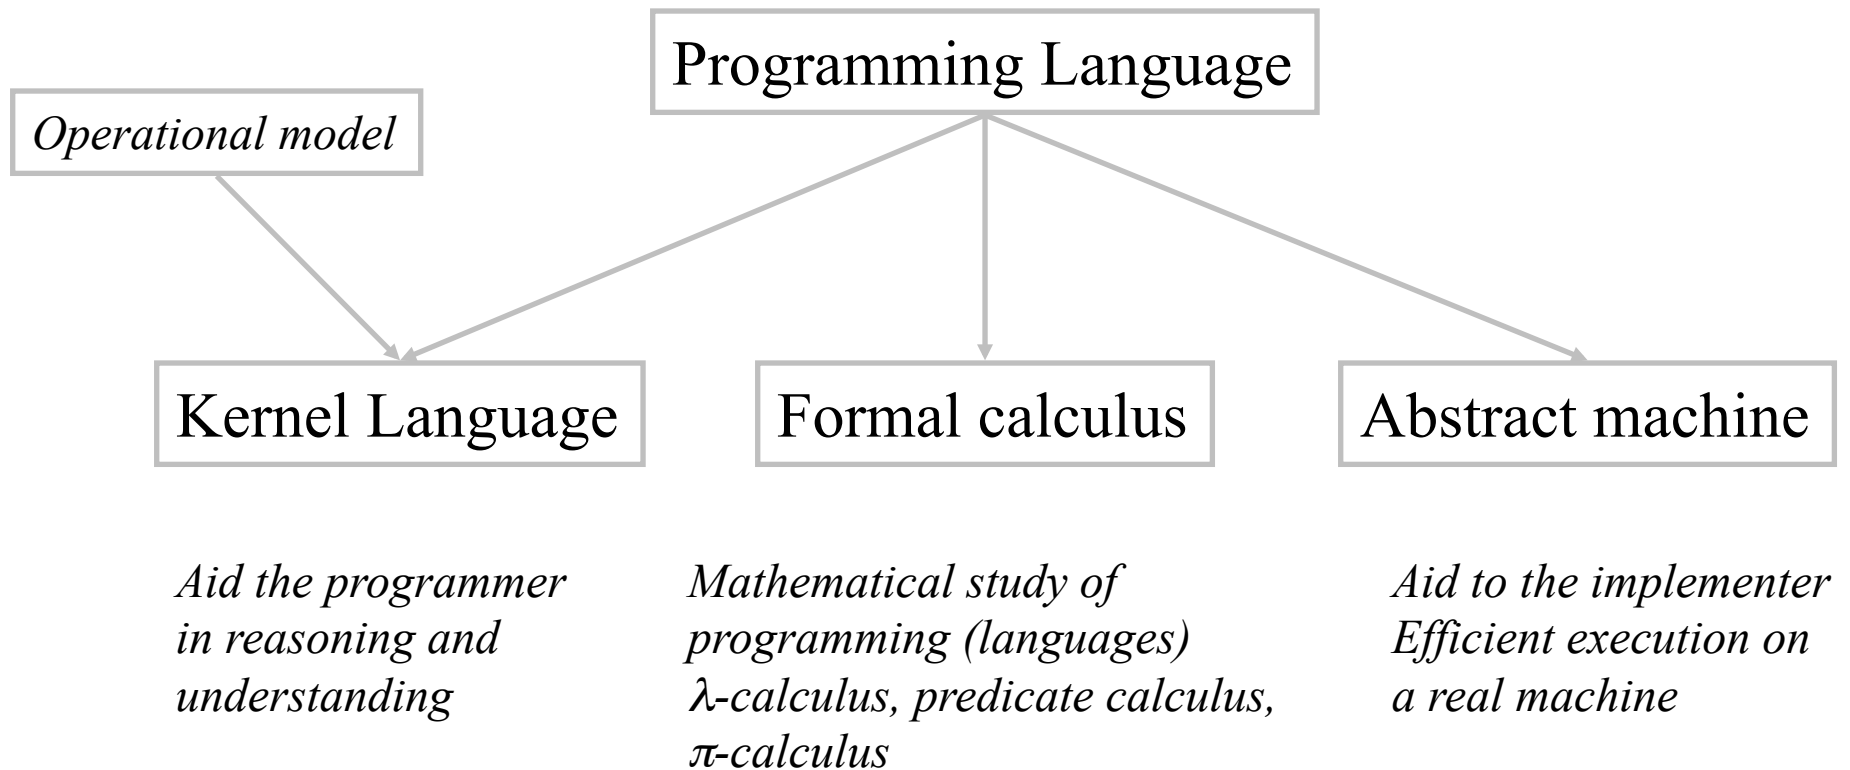 Programming Language
Operational model
Kernel Language
Formal calculus
Abstract machine
Aid the programmer
in reasoning and
understanding
Mathematical study of
programming (languages)
λ-calculus, predicate calculus,
π-calculus
Aid to the implementer
Efficient execution on
a real machine